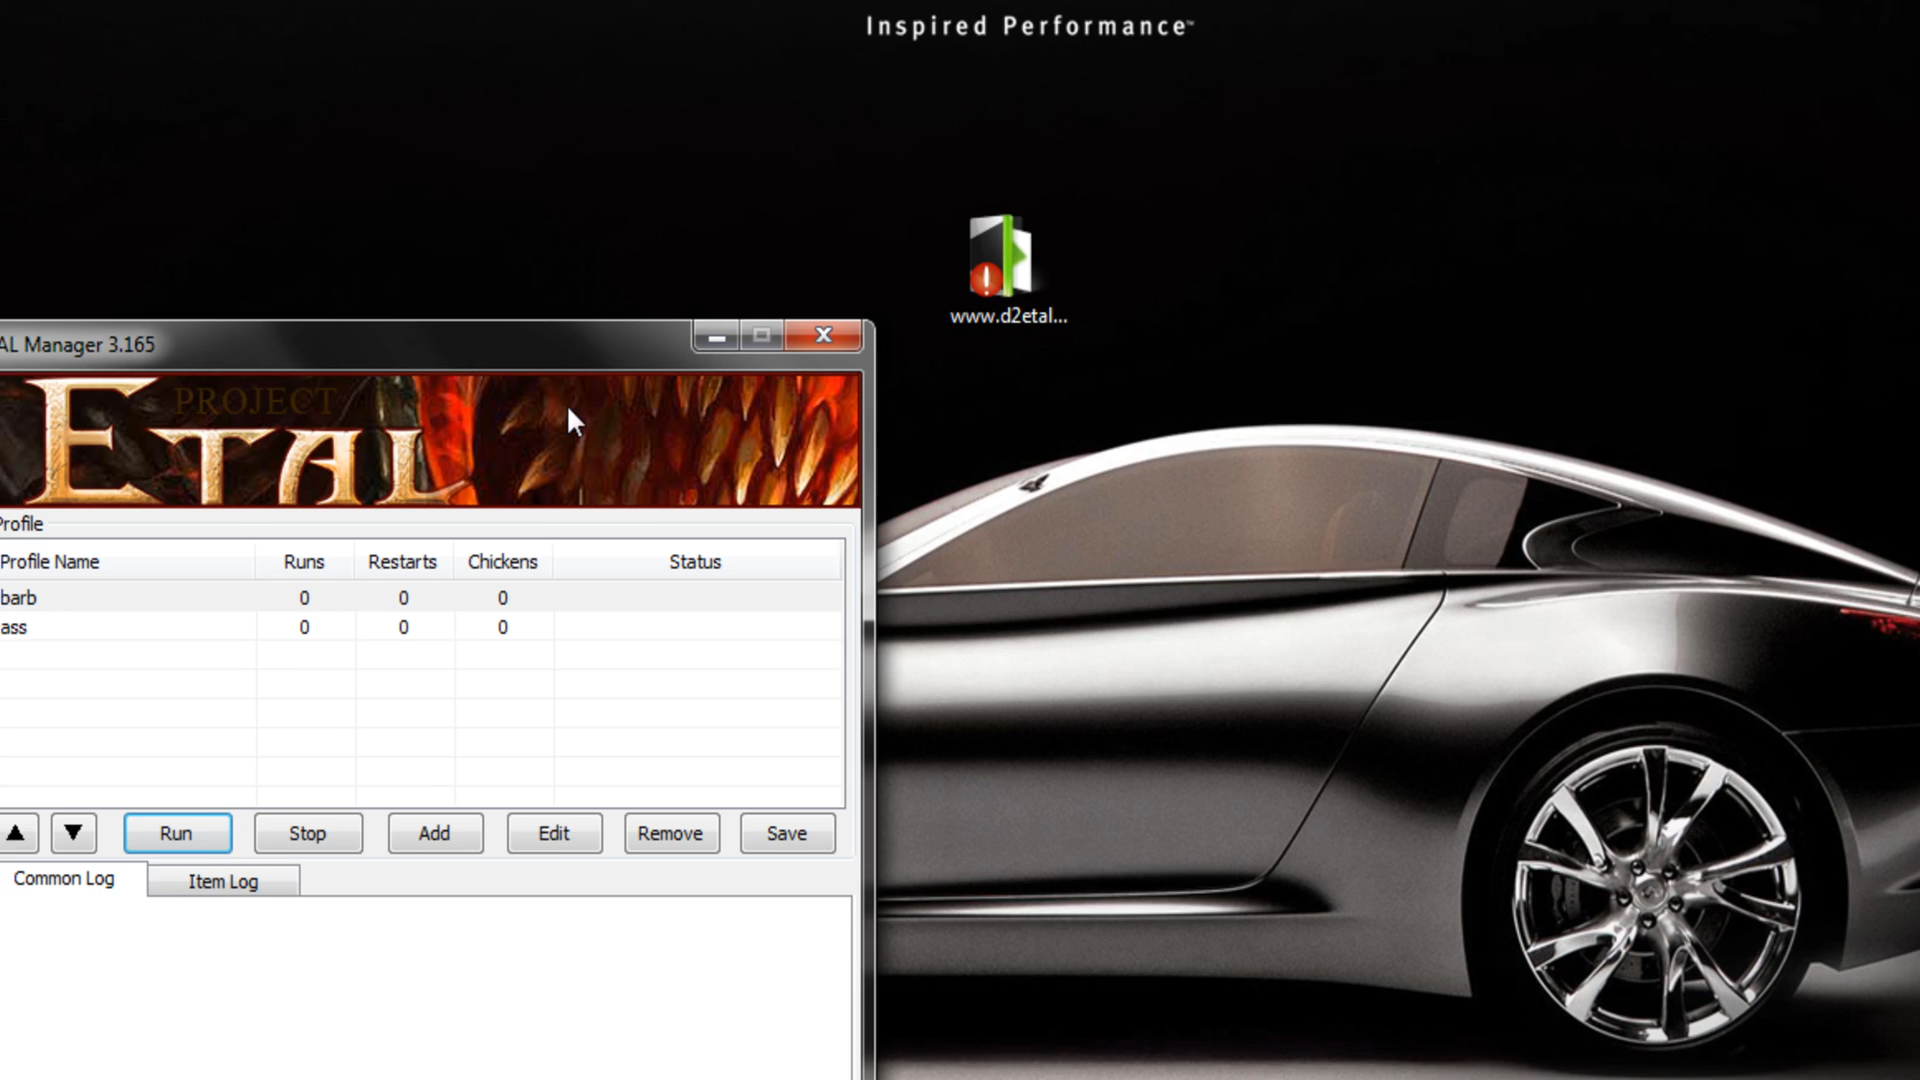 Inspired Performance™
www.d2etal...
AL Manager 3.165
PROJECT
ETAL
Profile
Profile Name Runs Restarts Chickens Status
barb 0 0 0
ass 0 0 0
Run Stop Add Edit Remove Save
Common Log Item Log